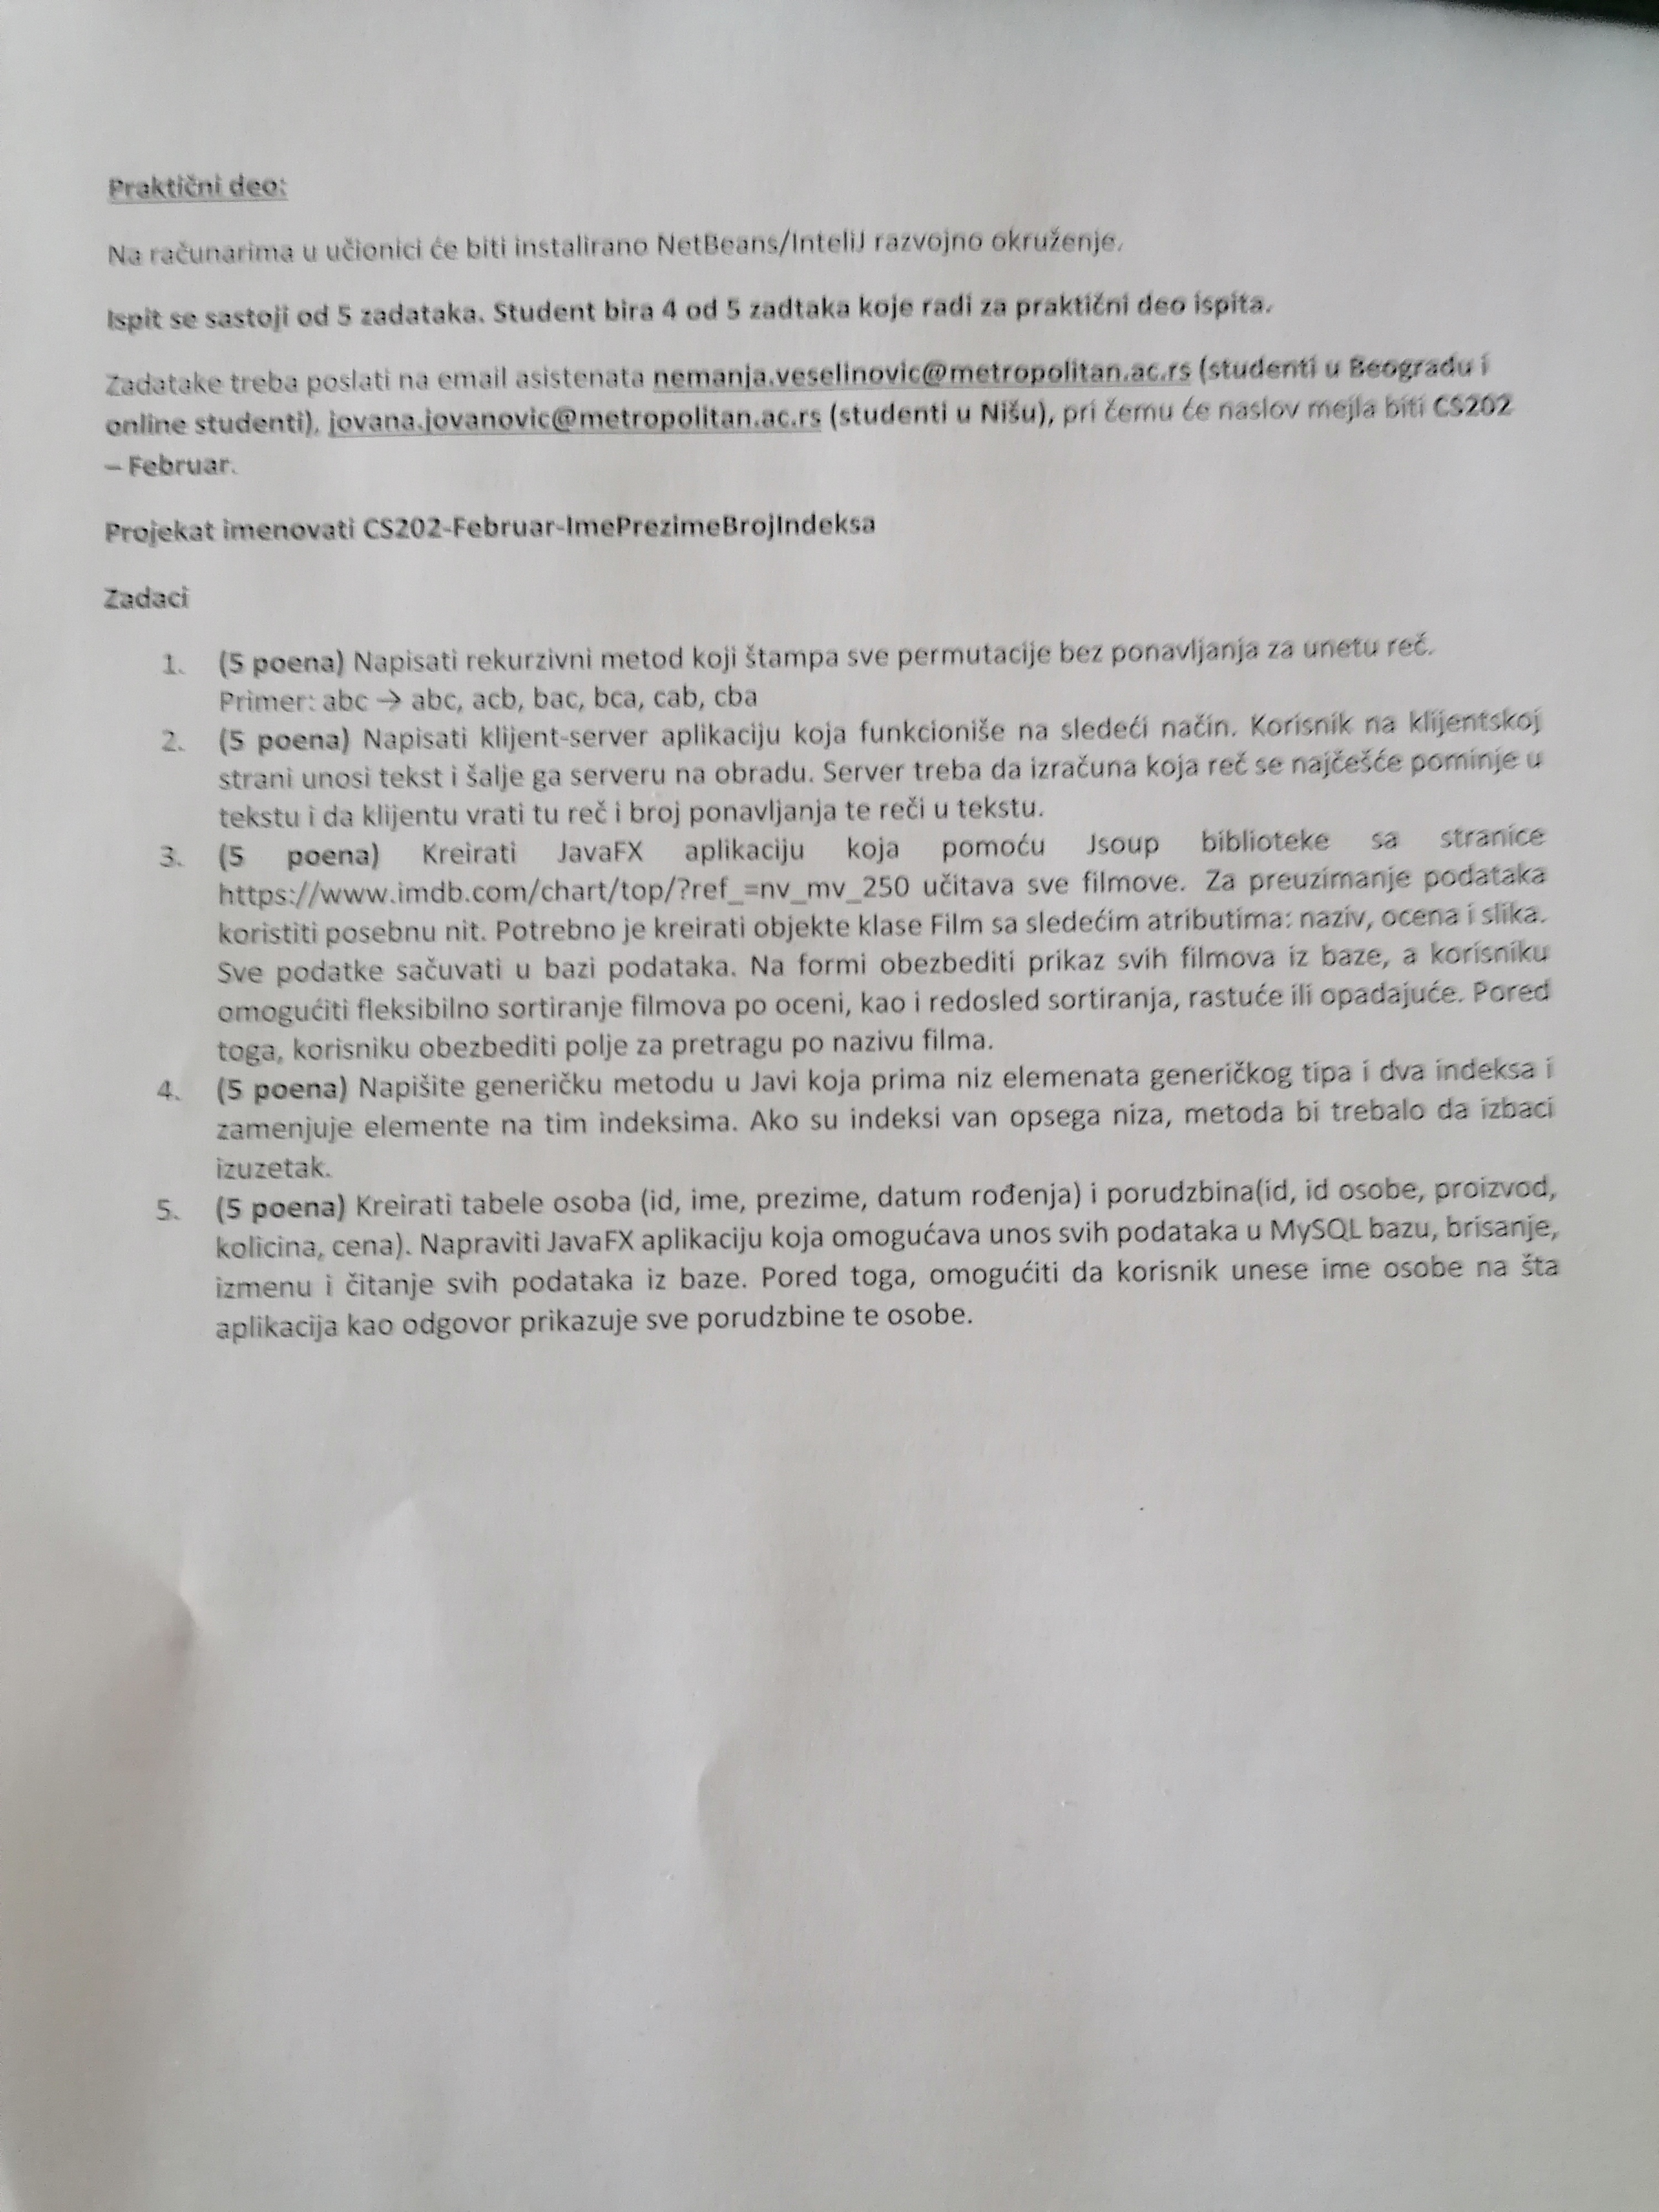 Praktični deo:
Na računarima u učionici će biti instalirano NetBeans/InteliJ razvojno okruženje.
Ispit se sastoji od 5 zadataka. Student bira 4 od 5 zadtaka koje radi za praktični deo ispita.
Zadatake treba poslati na email asistenata nemanja.veselinovic@metropolitan.ac.rs (studenti u Beogradu i
online studenti), jovana.jovanovic@metropolitan.ac.rs (studenti u Nišu), pri čemu će naslov mejla biti CS202
– Februar.
Projekat imenovati CS202-Februar-ImePrezimeBrojIndeksa
Zadaci
1. (5 poena) Napisati rekurzivni metod koji štampa sve permutacije bez ponavljanja za unetu reč.
Primer: abc → abc, acb, bac, bca, cab, cba
2. (5 poena) Napisati klijent-server aplikaciju koja funkcioniše na sledeći način. Korisnik na klijentskoj
strani unosi tekst i šalje ga serveru na obradu. Server treba da izračuna koja reč se najčešće pominje u
tekstu i da klijentu vrati tu reč i broj ponavljanja te reči u tekstu.
3. (5 poena) Kreirati JavaFX aplikaciju koja pomoću Jsoup biblioteke sa stranice
https://www.imdb.com/chart/top/?ref_=nv_mv_250 učitava sve filmove. Za preuzimanje podataka
koristiti posebnu nit. Potrebno je kreirati objekte klase Film sa sledećim atributima: naziv, ocena i slika.
Sve podatke sačuvati u bazi podataka. Na formi obezbediti prikaz svih filmova iz baze, a korisniku
omogućiti fleksibilno sortiranje filmova po oceni, kao i redosled sortiranja, rastuće ili opadajuće. Pored
toga, korisniku obezbediti polje za pretragu po nazivu filma.
4. (5 poena) Napišite generičku metodu u Javi koja prima niz elemenata generičkog tipa i dva indeksa i
zamenjuje elemente na tim indeksima. Ako su indeksi van opsega niza, metoda bi trebalo da izbaci
izuzetak.
5. (5 poena) Kreirati tabele osoba (id, ime, prezime, datum rođenja) i porudzbina(id, id osobe, proizvod,
kolicina, cena). Napraviti JavaFX aplikaciju koja omogućava unos svih podataka u MySQL bazu, brisanje,
izmenu i čitanje svih podataka iz baze. Pored toga, omogućiti da korisnik unese ime osobe na šta
aplikacija kao odgovor prikazuje sve porudzbine te osobe.